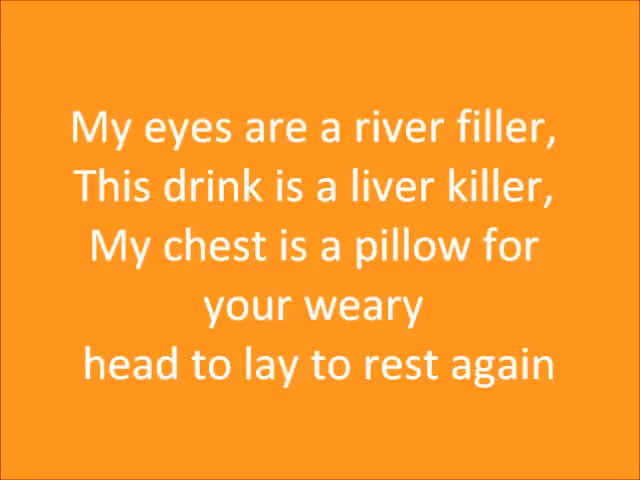 My eyes are a river filler,
This drink is a liver killer,
My chest is a pillow for
your weary
head to lay to rest again